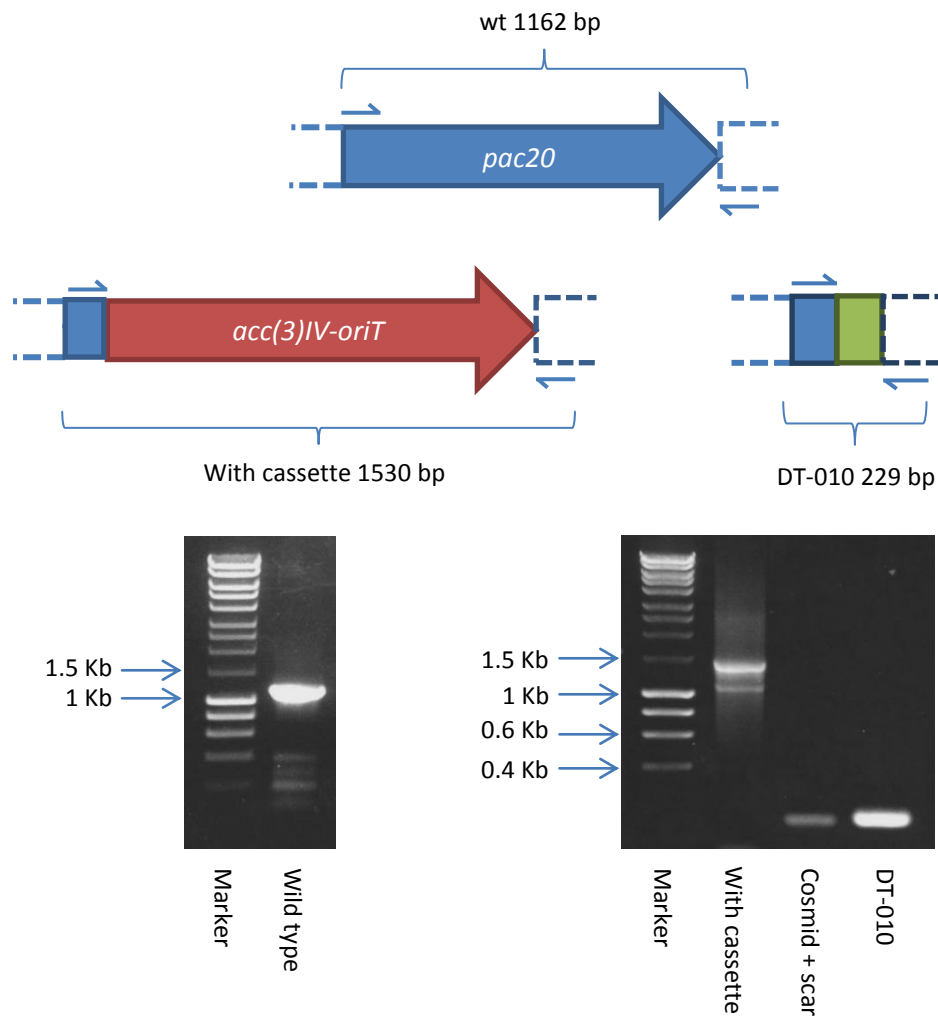 wt 1162 bp
pac20
acc(3)IV-oriT
With cassette 1530 bp
DT-010 229 bp
1.5 Kb
1 Kb
1.5 Kb
1 Kb
0.6 Kb
0.4 Kb
Marker
Wild type
Marker
With cassette
Cosmid + scar
DT-010